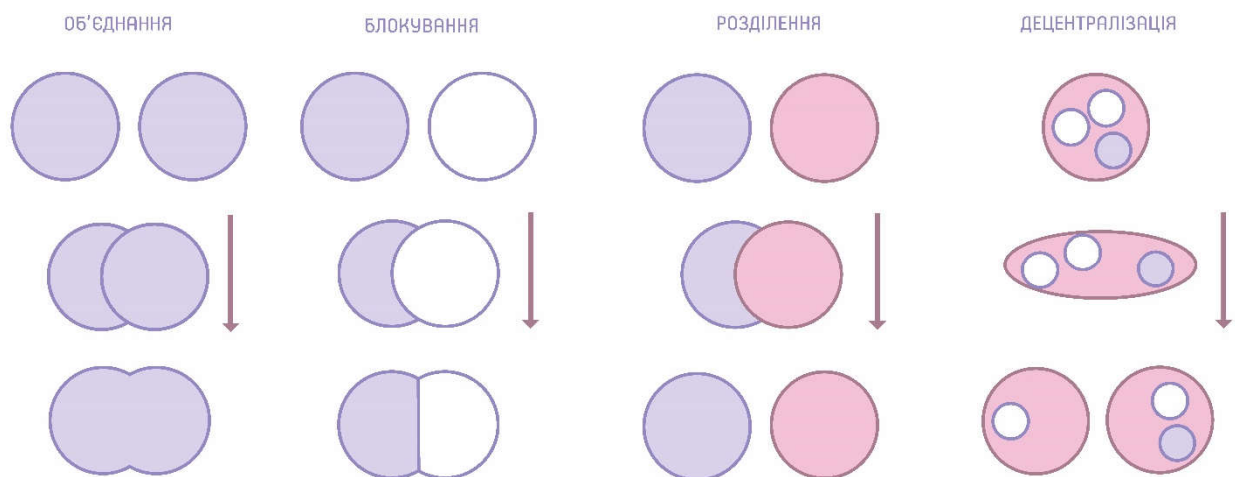 ОБ'ЄДНАННЯ
БЛОКУВАННЯ
РОЗДІЛЕННЯ
ДЕЦЕНТРАЛІЗАЦІЯ